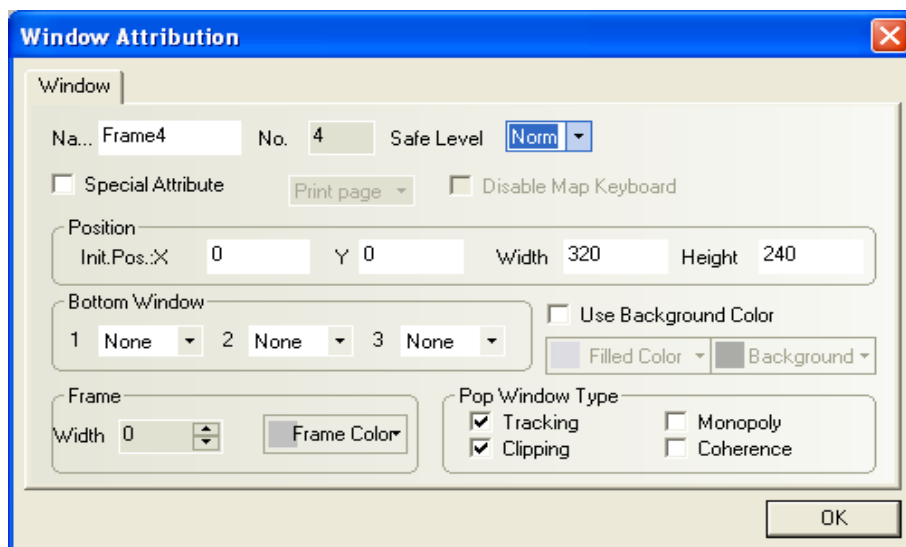 Window Attribution
Window
Na... Frame4 No. 4 Safe Level Norm
Special Attribute Print page Disable Map Keyboard
Position
Init.Pos.:X 0 Y 0 Width 320 Height 240
Bottom Window
1 None 2 None 3 None
Use Background Color
Filled Color Background
Frame
Width 0 Frame Color
Pop Window Type
Tracking Monopoly
Clipping Coherence
OK